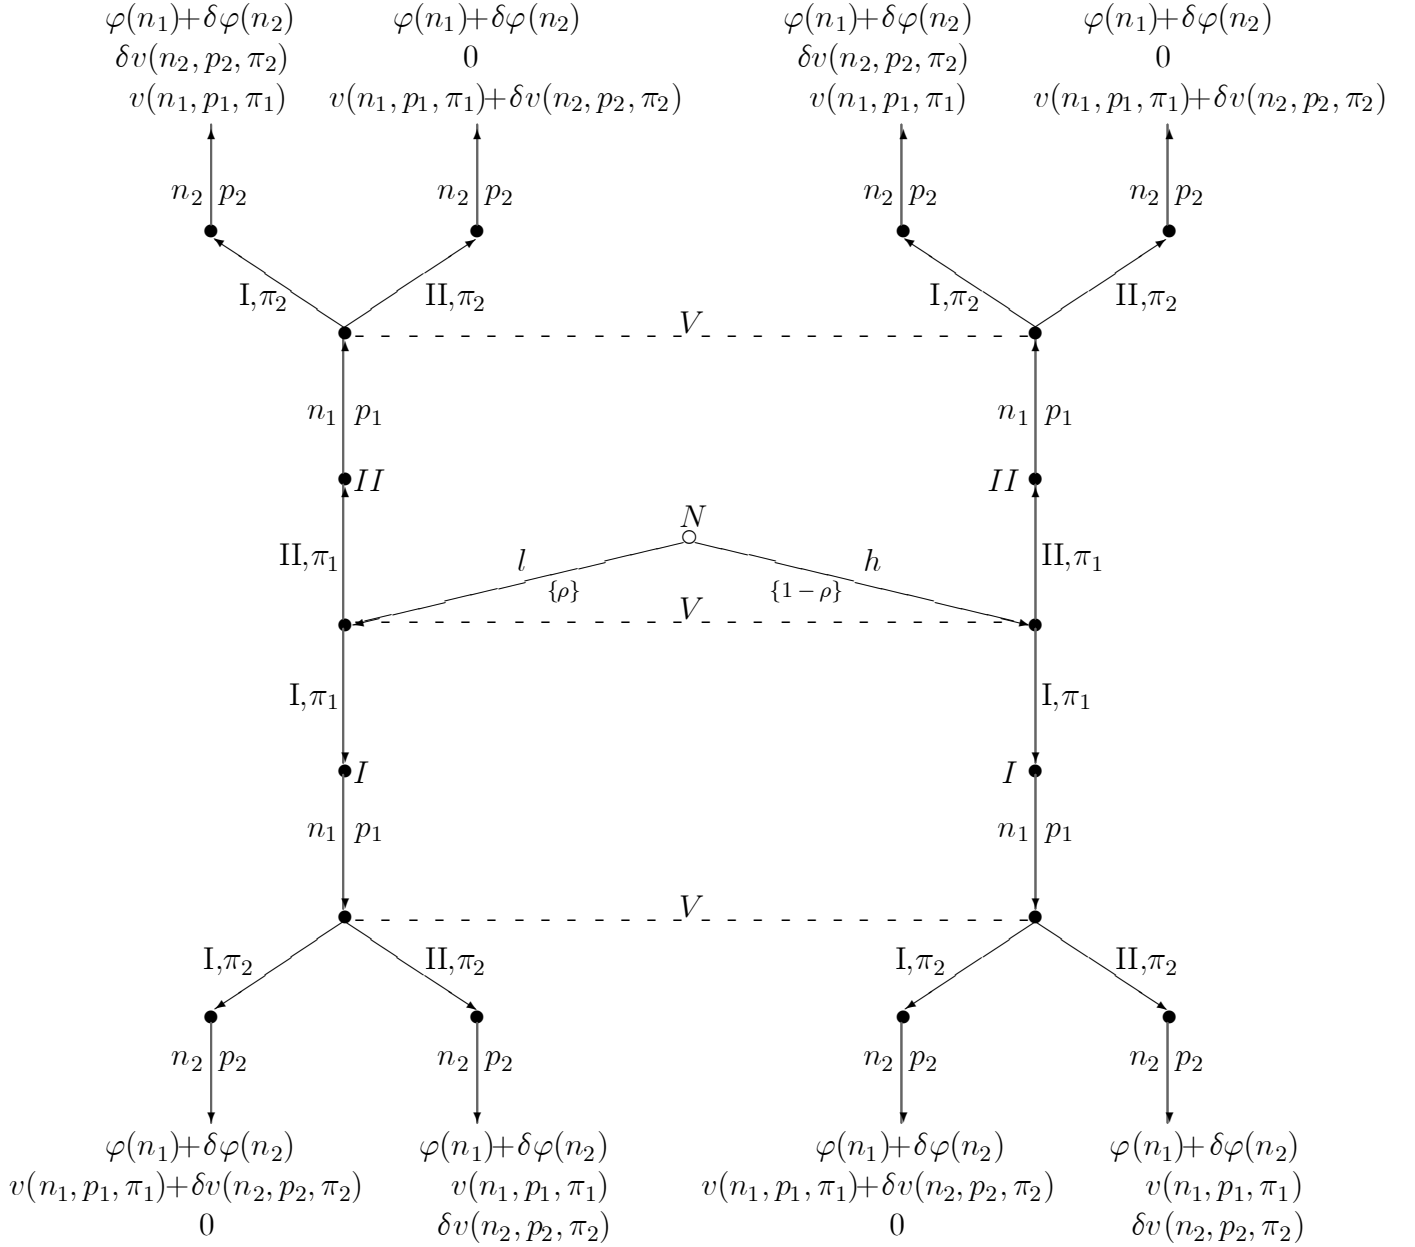 φ(n₁)+δφ(n₂) φ(n₁)+δφ(n₂) φ(n₁)+δφ(n₂) φ(n₁)+δφ(n₂)
δv(n₂, p₂, π₂) 0 δv(n₂, p₂, π₂) 0
v(n₁, p₁, π₁) v(n₁, p₁, π₁)+δv(n₂, p₂, π₂) v(n₁, p₁, π₁) v(n₁, p₁, π₁)+δv(n₂, p₂, π₂)
n₂ p₂ n₂ p₂ n₂ p₂ n₂ p₂
I,π₂ II,π₂ I,π₂ II,π₂
V
n₁ p₁ n₁ p₁
II II
N
II,π₁ l h II,π₁
{ρ} {1 − ρ}
V
I,π₁ I,π₁
I I
n₁ p₁ n₁ p₁
V
I,π₂ II,π₂ I,π₂ II,π₂
n₂ p₂ n₂ p₂ n₂ p₂ n₂ p₂
φ(n₁)+δφ(n₂) φ(n₁)+δφ(n₂) φ(n₁)+δφ(n₂) φ(n₁)+δφ(n₂)
v(n₁, p₁, π₁)+δv(n₂, p₂, π₂) v(n₁, p₁, π₁) v(n₁, p₁, π₁)+δv(n₂, p₂, π₂) v(n₁, p₁, π₁)
0 δv(n₂, p₂, π₂) 0 δv(n₂, p₂, π₂)